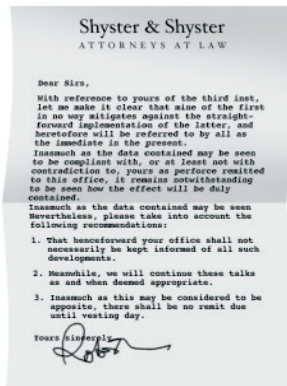 Shyster & Shyster
ATTORNEYS AT LAW
Dear Sirs,
With reference to yours of the third inst,
let me make it clear that mine of the first
in no way mitigates against the straight-
forward implementation of the latter, and
heretofore will be referred to by all as
the immediate in the present.
Inasmuch as the data contained may be seen
to be compliant with, or at least not with
contradiction to, yours as perforce remitted
to this office, it remains notwithstanding
to be seen how the effect will be duly
contained.
Inasmuch as the data contained may be seen
Nevertheless, please take into account the
following recommendations:
1. That henceforward your office shall not
necessarily be kept informed of all such
developments.
2. Meanwhile, we will continue these talks
as and when deemed appropriate.
3. Inasmuch as this may be considered to be
apposite, there shall be no remit due
until vesting day.
Yours sincerely